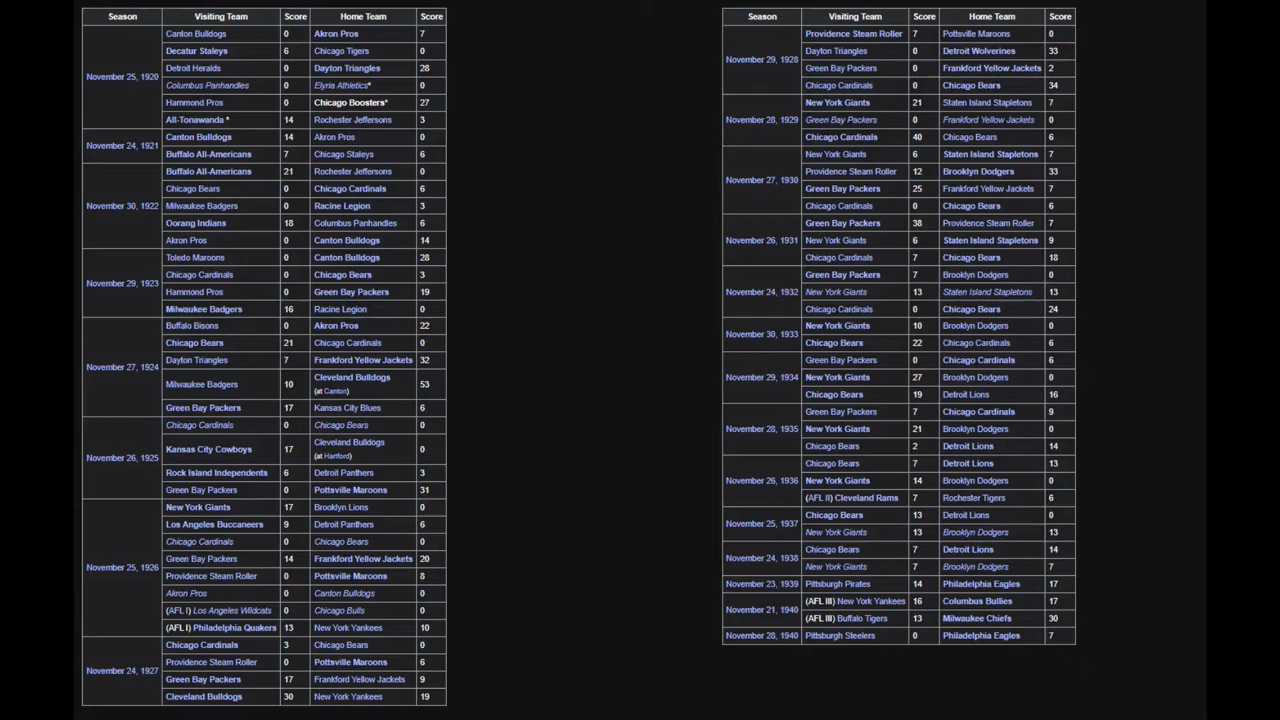 Season Visiting Team Score Home Team Score
November 25, 1920 Canton Bulldogs 0 Akron Pros 7
Decatur Staleys 6 Chicago Tigers 0
Detroit Heralds 0 Dayton Triangles 28
Columbus Panhandles 0 Elyria Athletics* 0
Hammond Pros 0 Chicago Boosters* 27
All-Tonawanda * 14 Rochester Jeffersons 3
November 24, 1921 Canton Bulldogs 14 Akron Pros 0
Buffalo All-Americans 7 Chicago Staleys 6
November 30, 1922 Buffalo All-Americans 21 Rochester Jeffersons 0
Chicago Bears 0 Chicago Cardinals 6
Milwaukee Badgers 0 Racine Legion 3
Oorang Indians 18 Columbus Panhandles 6
Akron Pros 0 Canton Bulldogs 14
November 29, 1923 Toledo Maroons 0 Canton Bulldogs 28
Chicago Cardinals 0 Chicago Bears 3
Hammond Pros 0 Green Bay Packers 19
Milwaukee Badgers 16 Racine Legion 0
November 27, 1924 Buffalo Bisons 0 Akron Pros 22
Chicago Bears 21 Chicago Cardinals 0
Dayton Triangles 7 Frankford Yellow Jackets 32
Milwaukee Badgers 10 Cleveland Bulldogs 53
(at Canton)
Green Bay Packers 17 Kansas City Blues 6
November 26, 1925 Chicago Cardinals 0 Chicago Bears 0
Kansas City Cowboys 17 Cleveland Bulldogs 0
(at Hartford)
Rock Island Independents 6 Detroit Panthers 3
Green Bay Packers 0 Pottsville Maroons 31
November 25, 1926 New York Giants 17 Brooklyn Lions 0
Los Angeles Buccaneers 9 Detroit Panthers 6
Chicago Cardinals 0 Chicago Bears 0
Green Bay Packers 14 Frankford Yellow Jackets 20
Providence Steam Roller 0 Pottsville Maroons 8
Akron Pros 0 Canton Bulldogs 0
(AFL I) Los Angeles Wildcats 0 Chicago Bulls 0
(AFL I) Philadelphia Quakers 13 New York Yankees 10
November 24, 1927 Chicago Cardinals 3 Chicago Bears 0
Providence Steam Roller 0 Pottsville Maroons 6
Green Bay Packers 17 Frankford Yellow Jackets 9
Cleveland Bulldogs 30 New York Yankees 19
Season Visiting Team Score Home Team Score
November 29, 1928 Providence Steam Roller 7 Pottsville Maroons 0
Dayton Triangles 0 Detroit Wolverines 33
Green Bay Packers 0 Frankford Yellow Jackets 2
Chicago Cardinals 0 Chicago Bears 34
November 28, 1929 New York Giants 21 Staten Island Stapletons 7
Green Bay Packers 0 Frankford Yellow Jackets 0
Chicago Cardinals 40 Chicago Bears 6
November 27, 1930 New York Giants 6 Staten Island Stapletons 7
Providence Steam Roller 12 Brooklyn Dodgers 33
Green Bay Packers 25 Frankford Yellow Jackets 7
Chicago Cardinals 0 Chicago Bears 6
November 26, 1931 Green Bay Packers 38 Providence Steam Roller 7
New York Giants 6 Staten Island Stapletons 9
Chicago Cardinals 7 Chicago Bears 18
November 24, 1932 Green Bay Packers 7 Brooklyn Dodgers 0
New York Giants 13 Staten Island Stapletons 13
Chicago Cardinals 0 Chicago Bears 24
November 30, 1933 New York Giants 10 Brooklyn Dodgers 0
Chicago Bears 22 Chicago Cardinals 6
November 29, 1934 Green Bay Packers 0 Chicago Cardinals 6
New York Giants 27 Brooklyn Dodgers 0
Chicago Bears 19 Detroit Lions 16
November 28, 1935 Green Bay Packers 7 Chicago Cardinals 9
New York Giants 21 Brooklyn Dodgers 0
Chicago Bears 2 Detroit Lions 14
November 26, 1936 Chicago Bears 7 Detroit Lions 13
New York Giants 14 Brooklyn Dodgers 0
(AFL II) Cleveland Rams 7 Rochester Tigers 6
November 25, 1937 Chicago Bears 13 Detroit Lions 0
New York Giants 13 Brooklyn Dodgers 13
November 24, 1938 Chicago Bears 7 Detroit Lions 14
New York Giants 7 Brooklyn Dodgers 7
November 23, 1939 Pittsburgh Pirates 14 Philadelphia Eagles 17
November 21, 1940 (AFL III) New York Yankees 16 Columbus Bullies 17
(AFL III) Buffalo Tigers 13 Milwaukee Chiefs 30
November 28, 1940 Pittsburgh Steelers 0 Philadelphia Eagles 7